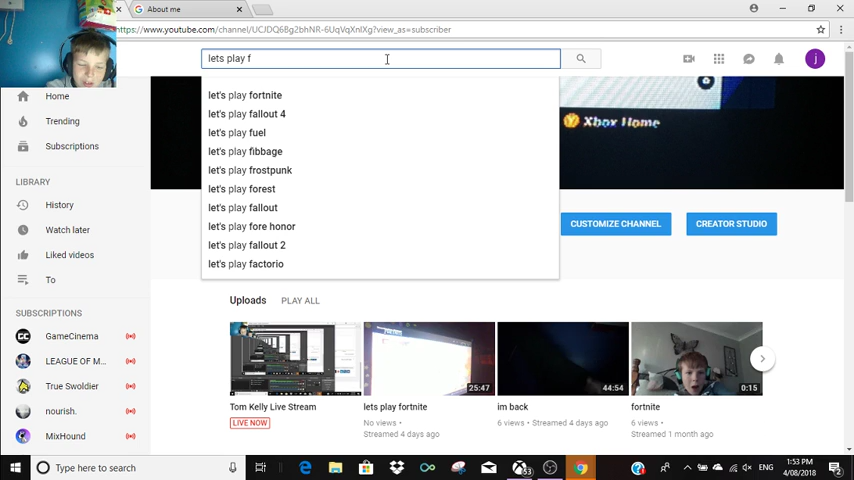 About me
https://www.youtube.com/channel/UCJDQ6Bg2bhNR-6UqVqXnlXg?view_as=subscriber
lets play f
j
let's play fortnite
let's play fallout 4
let's play fuel
let's play fibbage
let's play frostpunk
let's play forest
let's play fallout
let's play fore honor
let's play fallout 2
let's play factorio
Xbox Home
CUSTOMIZE CHANNEL
CREATOR STUDIO
Home
Trending
Subscriptions
LIBRARY
History
Watch later
Liked videos
To
SUBSCRIPTIONS
GameCinema
LEAGUE OF M...
True Swoldier
nourish.
MixHound
Uploads PLAY ALL
25:47
44:54
0:15
Tom Kelly Live Stream
LIVE NOW
lets play fortnite
No views •
Streamed 4 days ago
im back
6 views • Streamed 4 days ago
fortnite
6 views •
Streamed 1 month ago
Type here to search
53
ENG
1:53 PM
4/08/2018
2